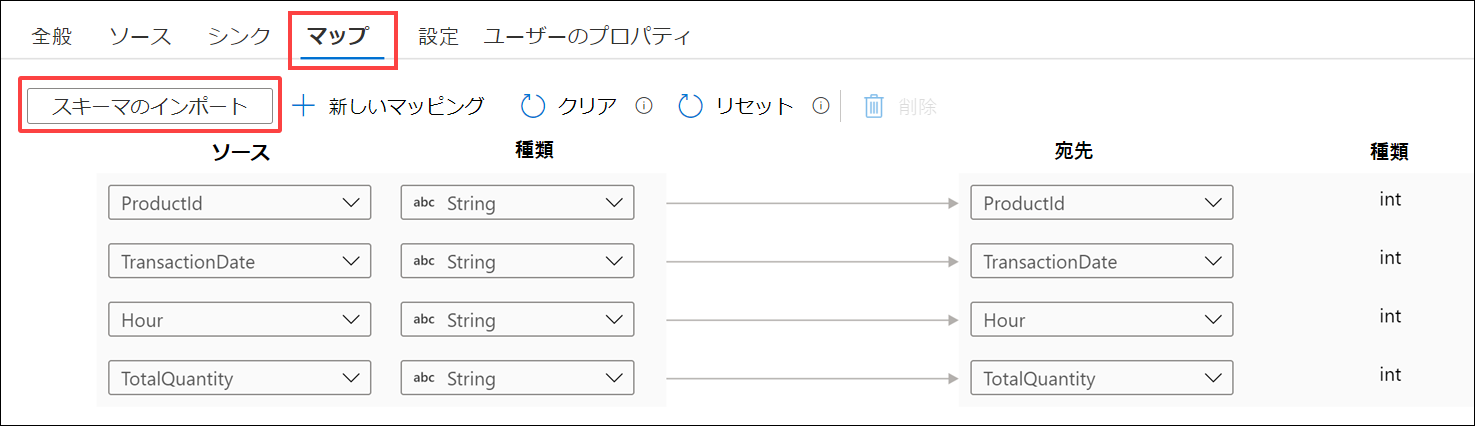 全般 ソース シンク マップ 設定 ユーザーのプロパティ
スキーマのインポート 新しいマッピング クリア リセット 削除
ソース 種類 宛先 種類
ProductId abc String ProductId int
TransactionDate abc String TransactionDate int
Hour abc String Hour int
TotalQuantity abc String TotalQuantity int